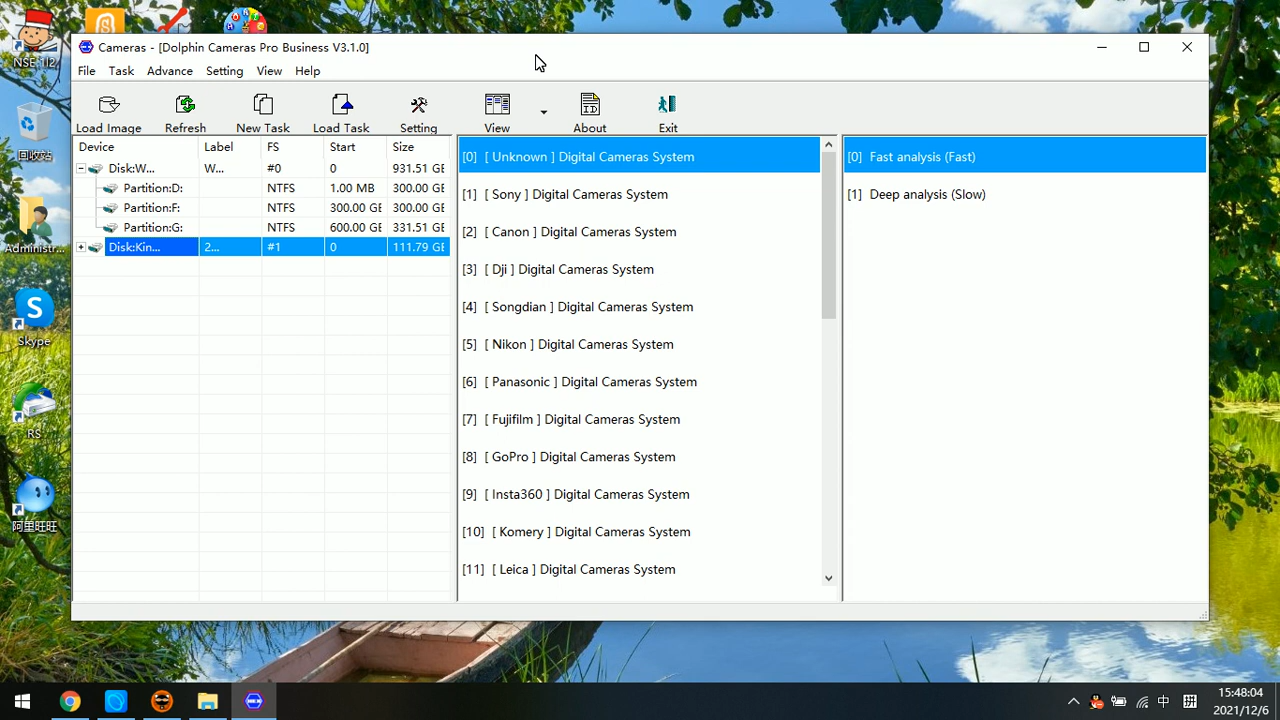 Cameras - [Dolphin Cameras Pro Business V3.1.0]
File Task Advance Setting View Help
Load Image Refresh New Task Load Task Setting View About Exit
Device Label FS Start Size
Disk:W... W... #0 0 931.51 GE
Partition:D: NTFS 1.00 MB 300.00 GE
Partition:F: NTFS 300.00 GE 300.00 GE
Partition:G: NTFS 600.00 GE 331.51 GE
Disk:Kin... 2... #1 0 111.79 GE
[0] [ Unknown ] Digital Cameras System
[1] [ Sony ] Digital Cameras System
[2] [ Canon ] Digital Cameras System
[3] [ Dji ] Digital Cameras System
[4] [ Songdian ] Digital Cameras System
[5] [ Nikon ] Digital Cameras System
[6] [ Panasonic ] Digital Cameras System
[7] [ Fujifilm ] Digital Cameras System
[8] [ GoPro ] Digital Cameras System
[9] [ Insta360 ] Digital Cameras System
[10] [ Komery ] Digital Cameras System
[11] [ Leica ] Digital Cameras System
[0] Fast analysis (Fast)
[1] Deep analysis (Slow)
回收站
Administr...
Skype
RS
阿里旺旺
中
拼
15:48:04
2021/12/6